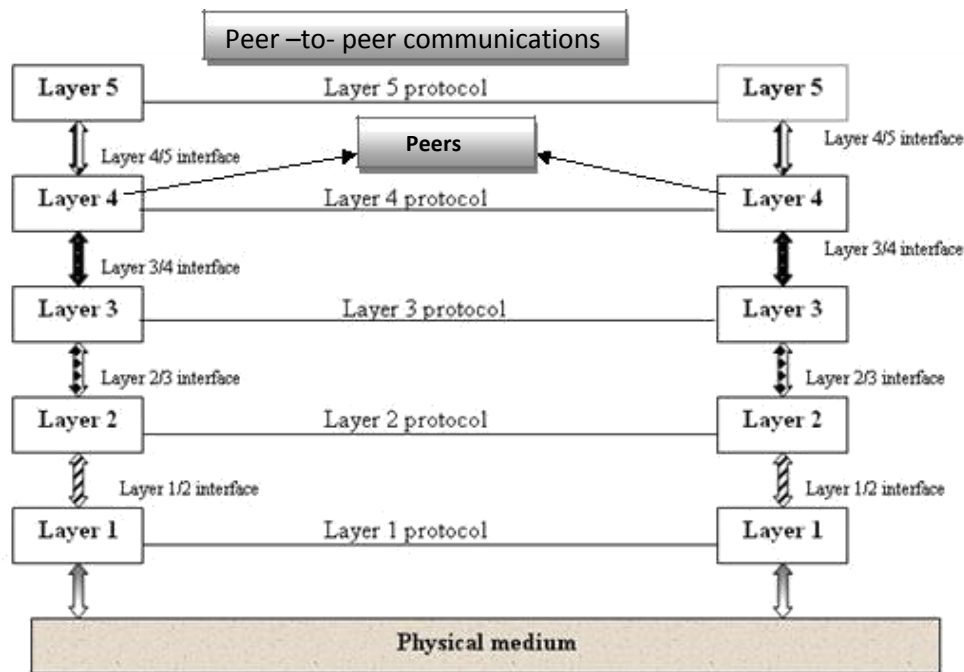 Peer –to- peer communications
Layer 5
Layer 5 protocol
Layer 5
Layer 4/5 interface
Peers
Layer 4/5 interface
Layer 4
Layer 4 protocol
Layer 4
Layer 3/4 interface
Layer 3/4 interface
Layer 3
Layer 3 protocol
Layer 3
Layer 2/3 interface
Layer 2/3 interface
Layer 2
Layer 2 protocol
Layer 2
Layer 1/2 interface
Layer 1/2 interface
Layer 1
Layer 1 protocol
Layer 1
Physical medium